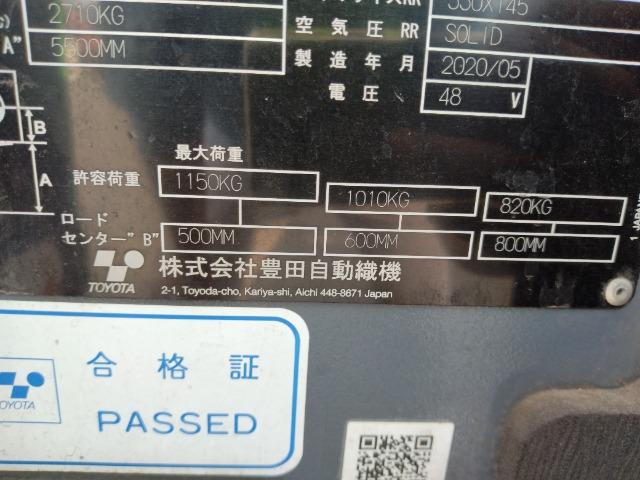 2710KG
A" 5500MM
330X145
空気圧 RR SOLID
製造年月 2020/05
電圧 48 V
B
A
最大荷重
許容荷重 1150KG 1010KG 820KG
ロード
センター"B" 500MM 600MM 800MM
株式会社豊田自動織機
TOYOTA
2-1, Toyoda-cho, Kariya-shi, Aichi 448-8671 Japan
合格証
TOYOTA
PASSED